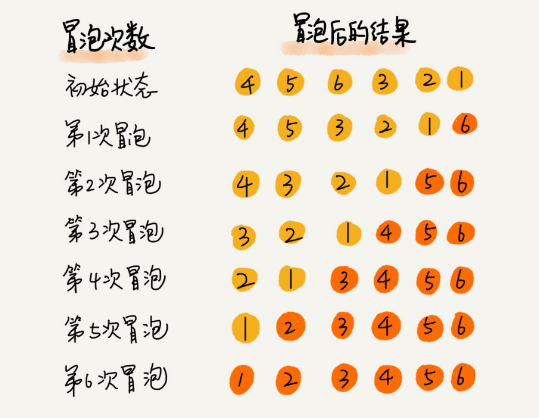 冒泡次数 冒泡后的结果
初始状态 4 5 6 3 2 1
第1次冒泡 4 5 3 2 1 6
第2次冒泡 4 3 2 1 5 6
第3次冒泡 3 2 1 4 5 6
第4次冒泡 2 1 3 4 5 6
第5次冒泡 1 2 3 4 5 6
第6次冒泡 1 2 3 4 5 6